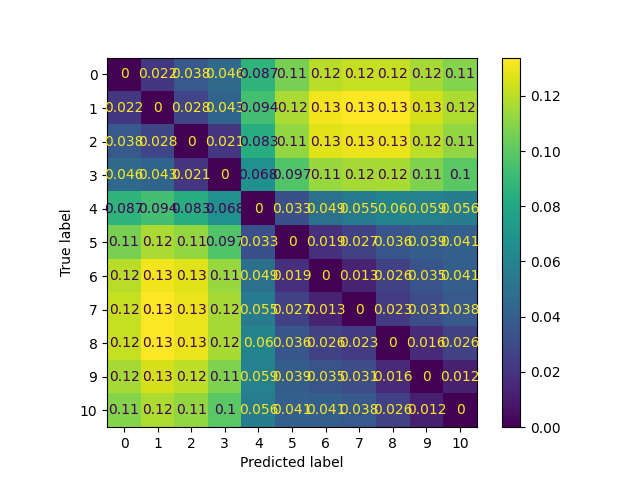 0 0 0.022 0.038 0.046 0.087 0.11 0.12 0.12 0.12 0.12 0.11
1 0.022 0 0.028 0.043 0.094 0.12 0.13 0.13 0.13 0.13 0.12
2 0.038 0.028 0 0.021 0.083 0.11 0.13 0.13 0.13 0.12 0.11
3 0.046 0.043 0.021 0 0.068 0.097 0.11 0.12 0.12 0.11 0.1
4 0.087 0.094 0.083 0.068 0 0.033 0.049 0.055 0.06 0.059 0.056
5 0.11 0.12 0.11 0.097 0.033 0 0.019 0.027 0.036 0.039 0.041
6 0.12 0.13 0.13 0.11 0.049 0.019 0 0.013 0.026 0.035 0.041
7 0.12 0.13 0.13 0.12 0.055 0.027 0.013 0 0.023 0.031 0.038
8 0.12 0.13 0.13 0.12 0.06 0.036 0.026 0.023 0 0.016 0.026
9 0.12 0.13 0.12 0.11 0.059 0.039 0.035 0.031 0.016 0 0.012
10 0.11 0.12 0.11 0.1 0.056 0.041 0.041 0.038 0.026 0.012 0
0 1 2 3 4 5 6 7 8 9 10
Predicted label
True label
0.12
0.10
0.08
0.06
0.04
0.02
0.00